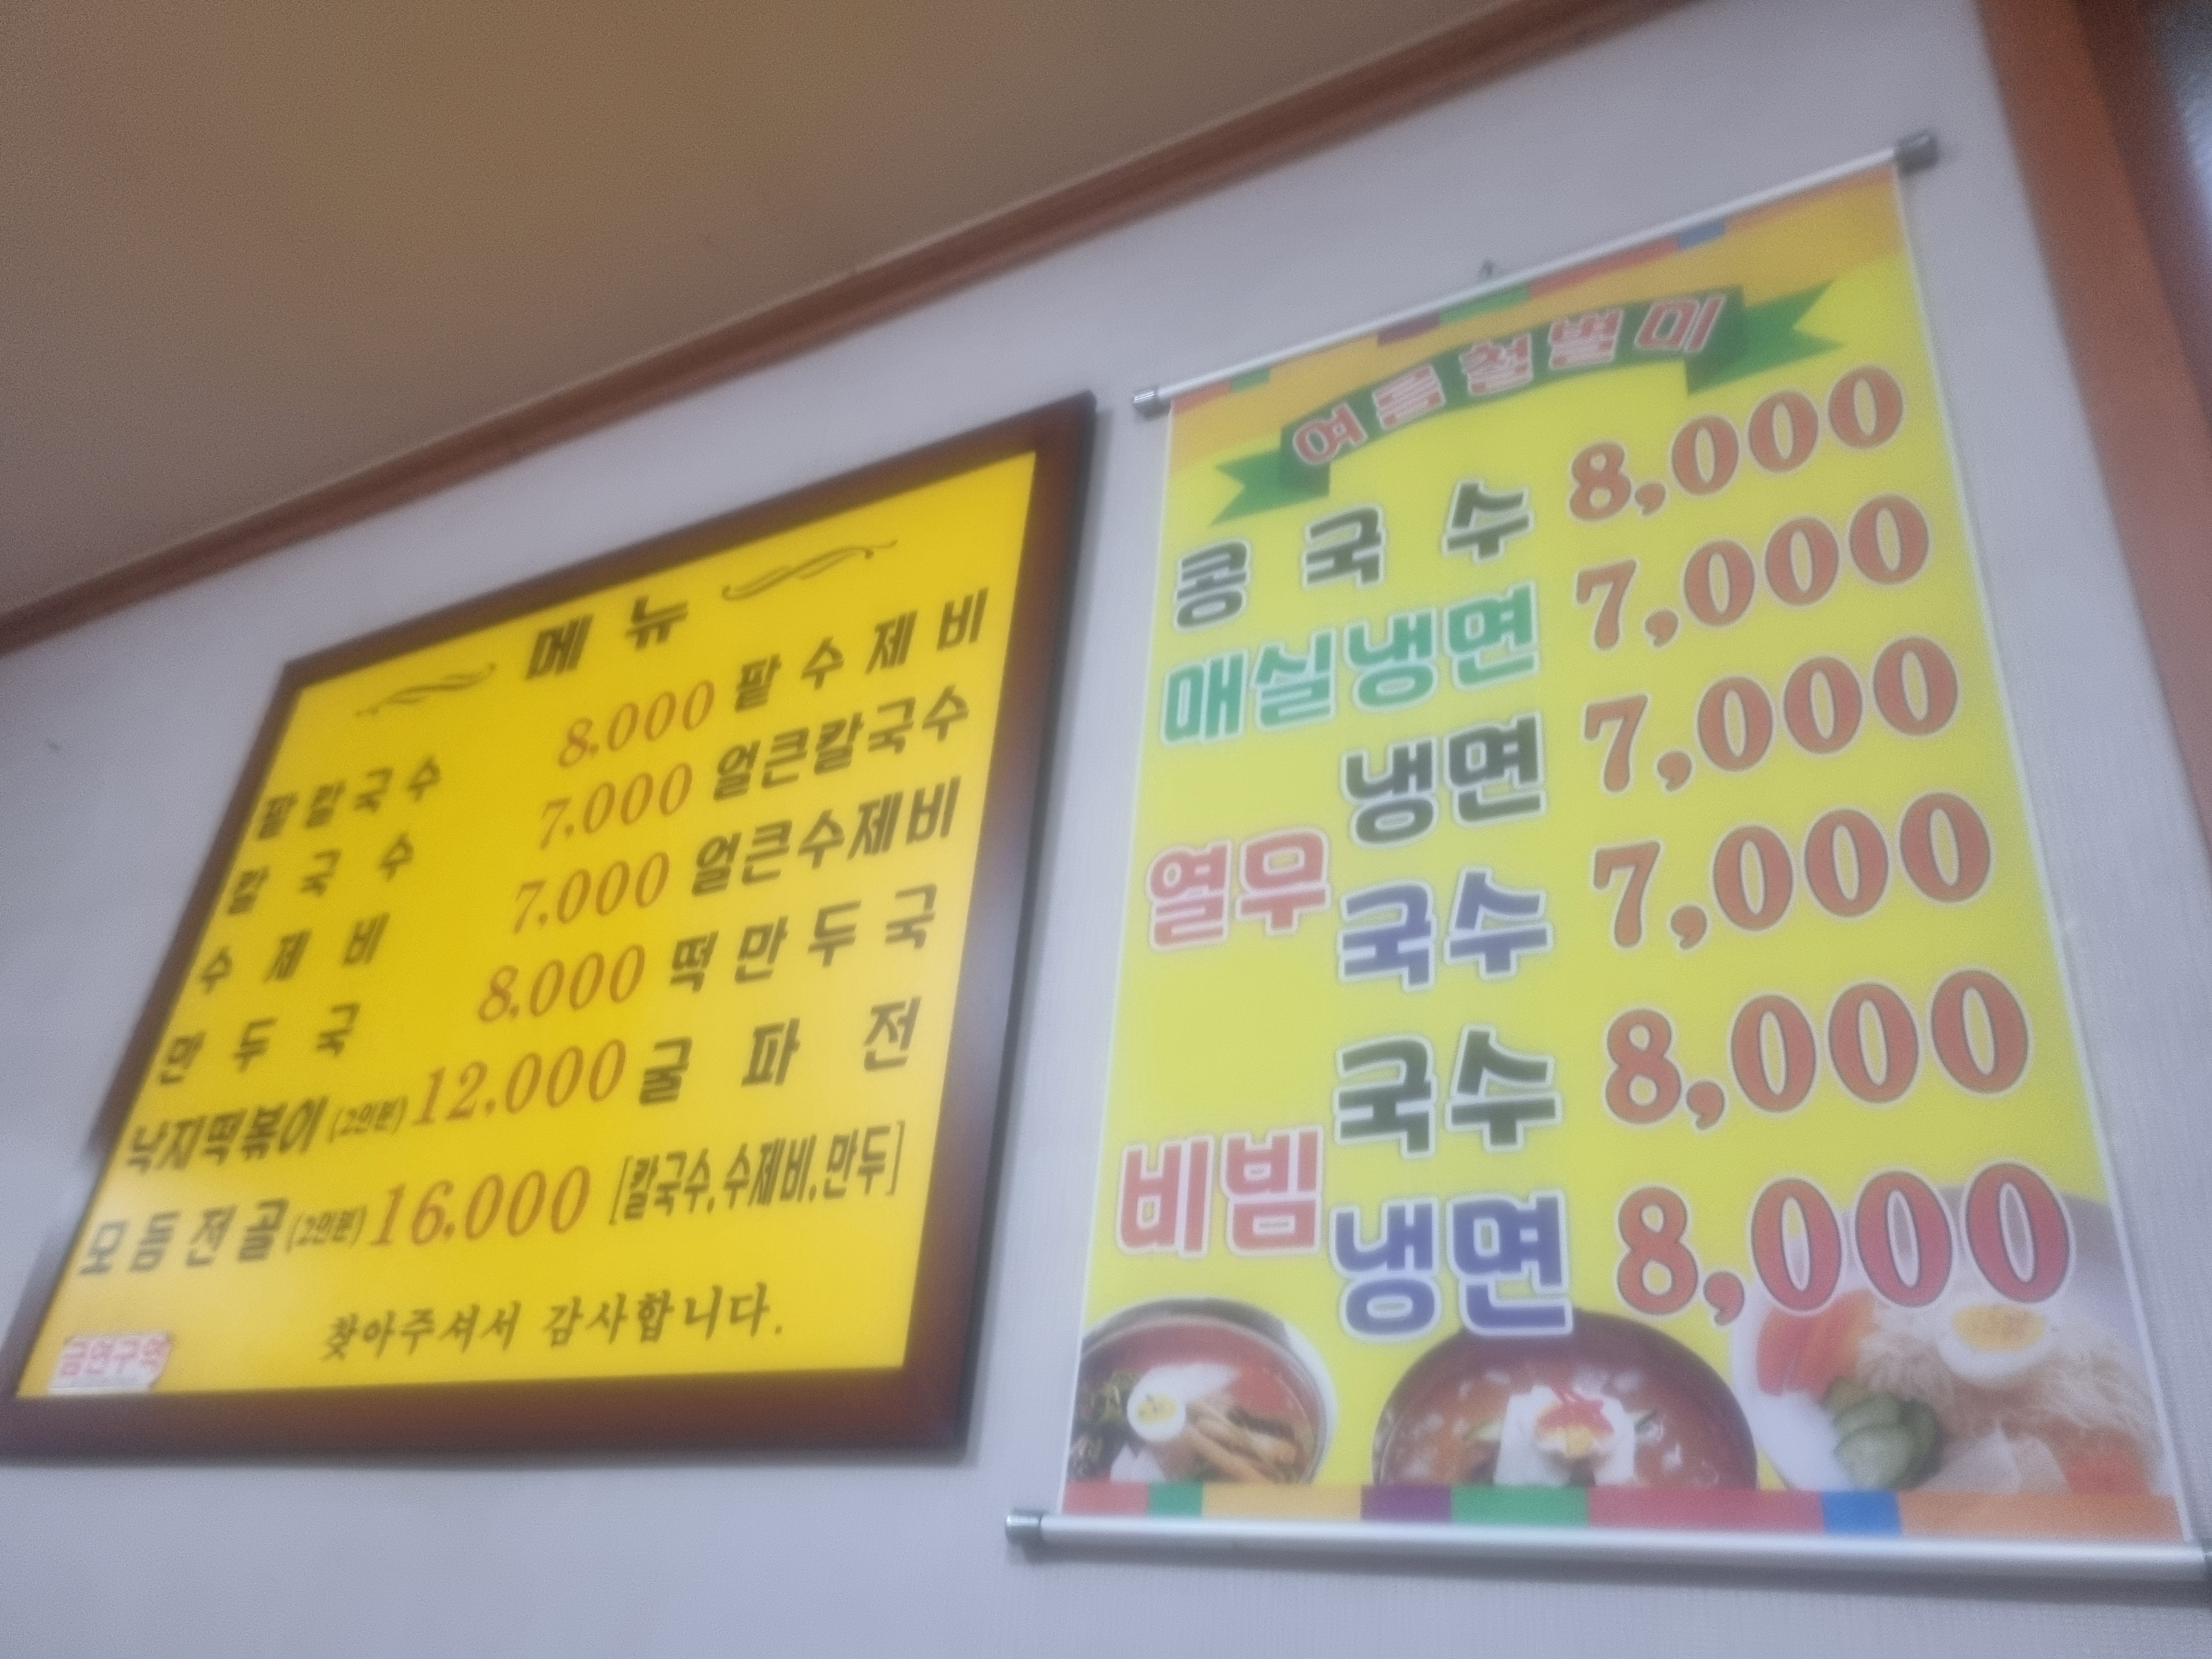 메뉴
팥칼국수 8.000 팥수제비
칼국수 7.000 얼큰칼국수
수제비 7.000 얼큰수제비
만두국 8.000 떡만두국
낙지떡볶이(2인분) 12.000 굴파전
모듬전골(2인분) 16.000 [칼국수,수제비,만두]
찾아주셔서 감사합니다.
금연구역
여름철별미
콩국수 8,000
매실냉면 7,000
열무
냉면 7,000
국수 7,000
비빔
국수 8,000
냉면 8,000